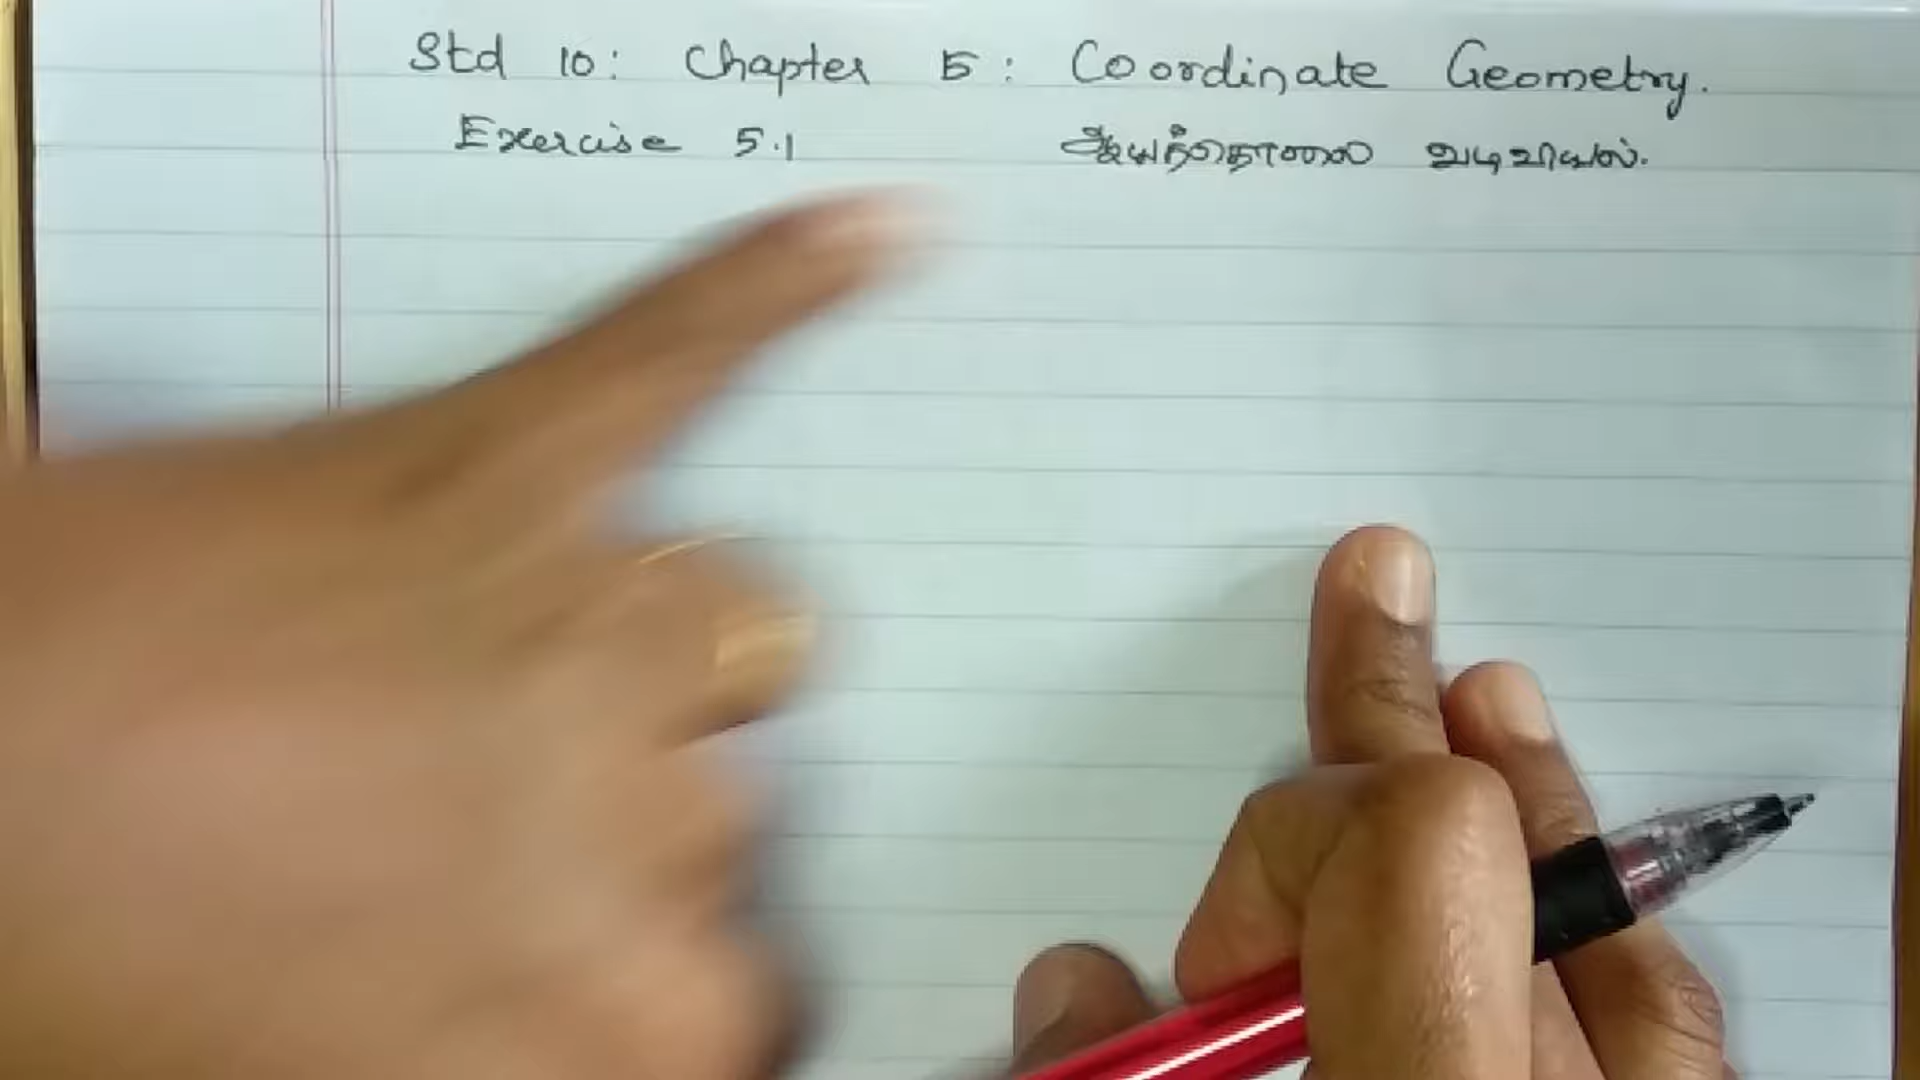 Std 10: Chapter 5: Coordinate Geometry.
Exercise 5.1 ஆயத்தொலை வடிவியல்.